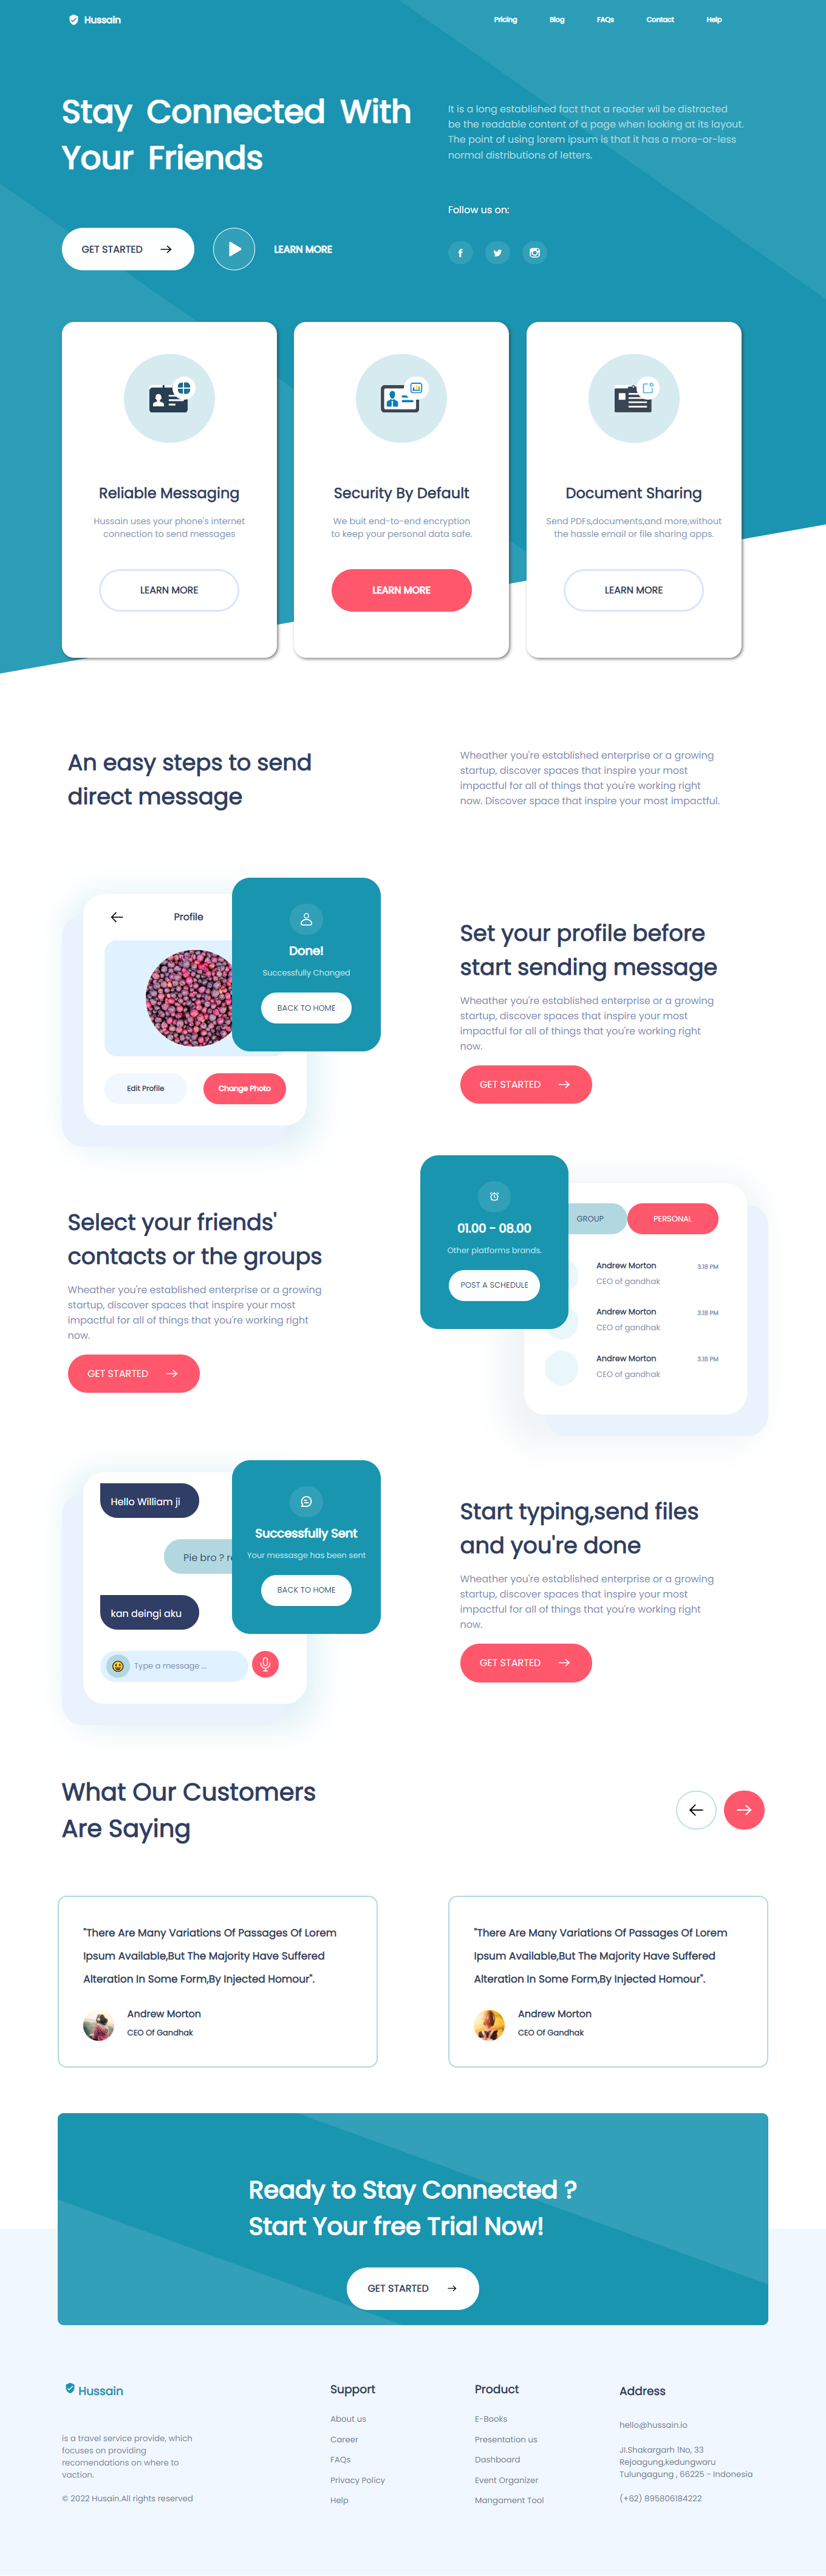 Hussain
Pricing
Blog
FAQs
Contact
Help
Stay Connected With
Your Friends
It is a long established fact that a reader wil be distracted
be the readable content of a page when looking at its layout.
The point of using lorem ipsum is that it has a more-or-less
normal distributions of letters.
Follow us on:
GET STARTED
LEARN MORE
Reliable Messaging
Hussain uses your phone's internet
connection to send messages
LEARN MORE
Security By Default
We buit end-to-end encryption
to keep your personal data safe.
LEARN MORE
Document Sharing
Send PDFs,documents,and more,without
the hassle email or file sharing apps.
LEARN MORE
An easy steps to send
direct message
Wheather you're established enterprise or a growing
startup, discover spaces that inspire your most
impactful for all of things that you're working right
now. Discover space that inspire your most impactful.
Profile
Edit Profile
Change Photo
Done!
Successfully Changed
BACK TO HOME
Set your profile before
start sending message
Wheather you're established enterprise or a growing
startup, discover spaces that inspire your most
impactful for all of things that you're working right
now.
GET STARTED
Select your friends'
contacts or the groups
Wheather you're established enterprise or a growing
startup, discover spaces that inspire your most
impactful for all of things that you're working right
now.
GET STARTED
01.00 - 08.00
Other platforms brands.
POST A SCHEDULE
GROUP
PERSONAL
Andrew Morton
3.18 PM
CEO of gandhak
Andrew Morton
3.18 PM
CEO of gandhak
Andrew Morton
3.18 PM
CEO of gandhak
Hello William ji
Pie bro ? re
kan deingi aku
Type a message ...
Successfully Sent
Your messasge has been sent
BACK TO HOME
Start typing,send files
and you're done
Wheather you're established enterprise or a growing
startup, discover spaces that inspire your most
impactful for all of things that you're working right
now.
GET STARTED
What Our Customers
Are Saying
"There Are Many Variations Of Passages Of Lorem
Ipsum Available,But The Majority Have Suffered
Alteration In Some Form,By Injected Homour".
Andrew Morton
CEO Of Gandhak
"There Are Many Variations Of Passages Of Lorem
Ipsum Available,But The Majority Have Suffered
Alteration In Some Form,By Injected Homour".
Andrew Morton
CEO Of Gandhak
Ready to Stay Connected ?
Start Your free Trial Now!
GET STARTED
Hussain
is a travel service provide, which
focuses on providing
recomendations on where to
vaction.
© 2022 Husain.All rights reserved
Support
About us
Career
FAQs
Privacy Policy
Help
Product
E-Books
Presentation us
Dashboard
Event Organizer
Mangament Tool
Address
hello@hussain.io
JI.Shakargarh 1No, 33
Rejoagung,kedungwaru
Tulungagung , 66225 - Indonesia
(+62) 895806184222